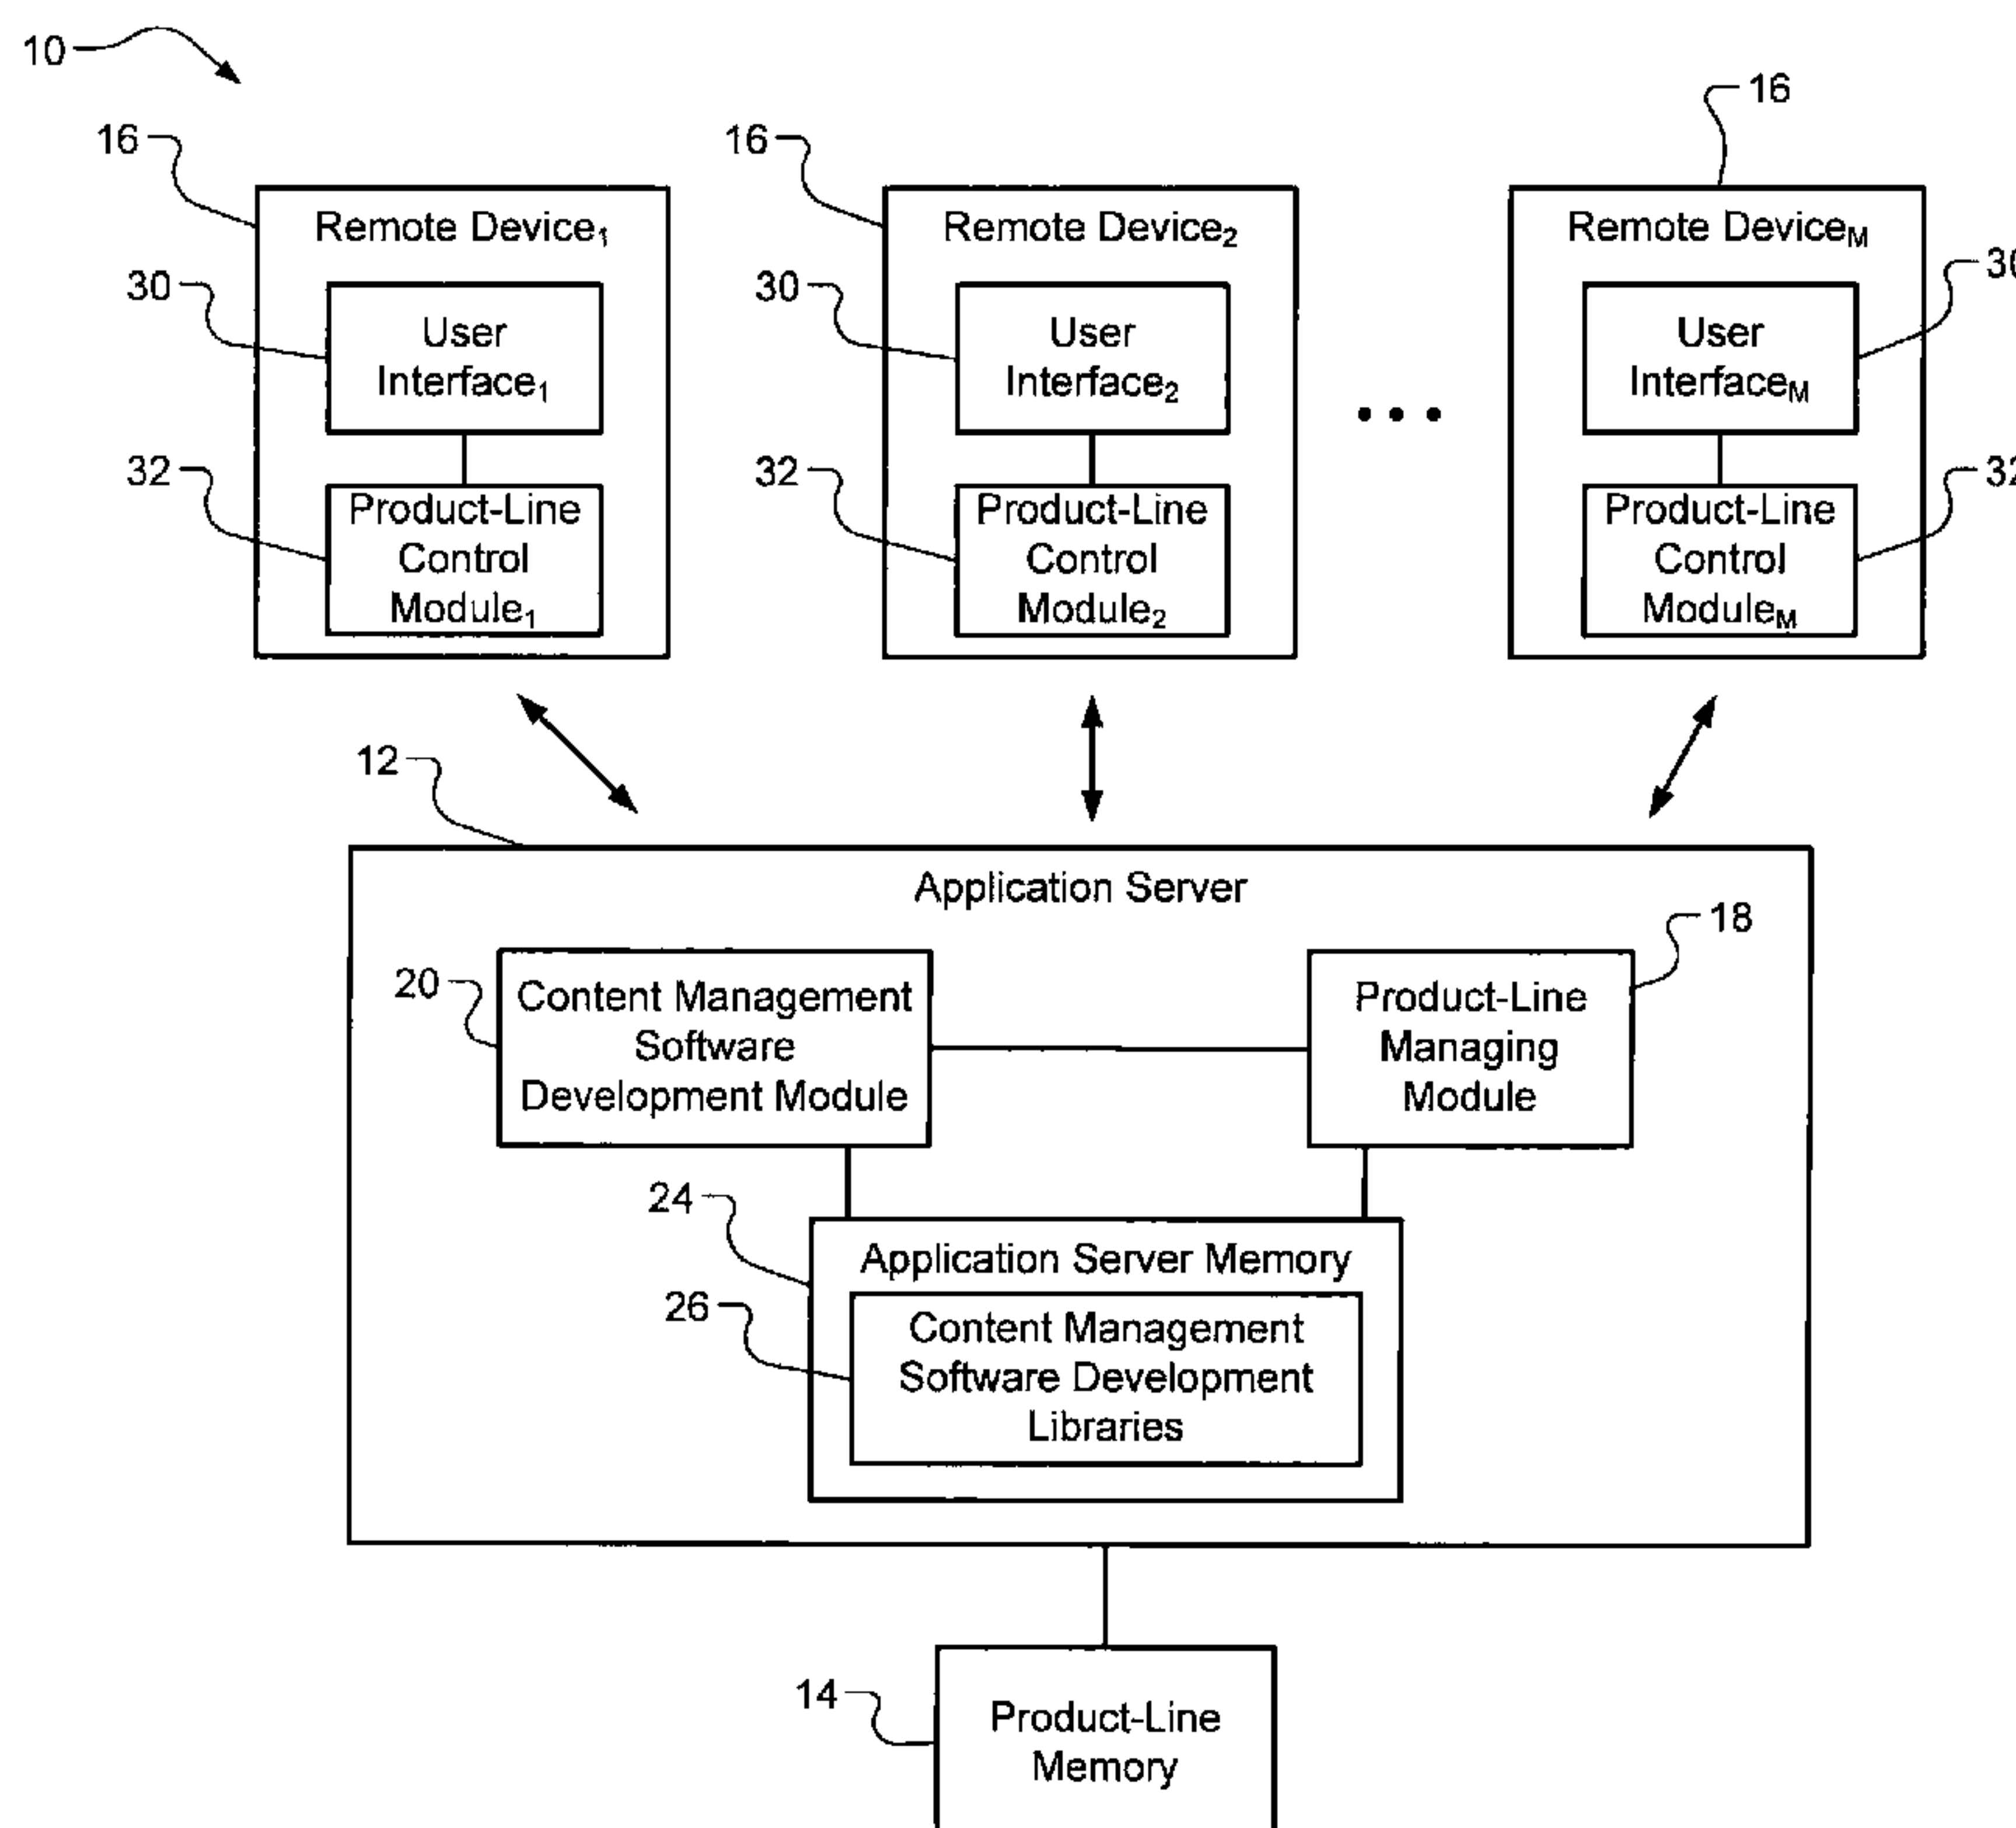 10
16
16
16
Remote Device1
Remote Device2
Remote DeviceM
30
User
Interface1
30
User
Interface2
User
InterfaceM
32
Product-Line
Control
Module1
32
Product-Line
Control
Module2
Product-Line
Control
ModuleM
12
Application Server
18
20
Content Management
Software
Development Module
Product-Line
Managing
Module
24
Application Server Memory
26
Content Management
Software Development
Libraries
14
Product-Line
Memory